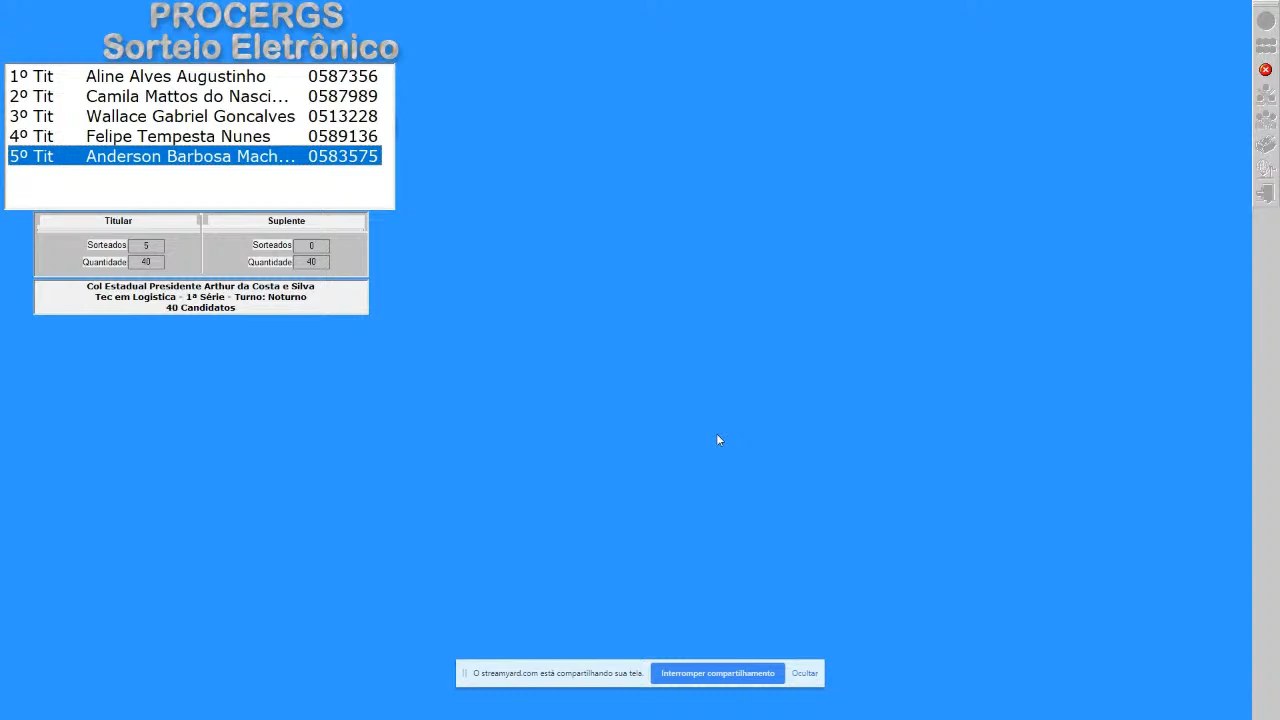 PROCERGS
Sorteio Eletrônico
1º Tit Aline Alves Augustinho 0587356
2º Tit Camila Mattos do Nasci... 0587989
3º Tit Wallace Gabriel Goncalves 0513228
4º Tit Felipe Tempesta Nunes 0589136
5º Tit Anderson Barbosa Mach... 0583575
Titular Suplente
Sorteados 5 Sorteados 0
Quantidade 40 Quantidade 40
Col Estadual Presidente Arthur da Costa e Silva
Tec em Logistica - 1ª Série - Turno: Noturno
40 Candidatos
O streamyard.com está compartilhando sua tela. Interromper compartilhamento Ocultar